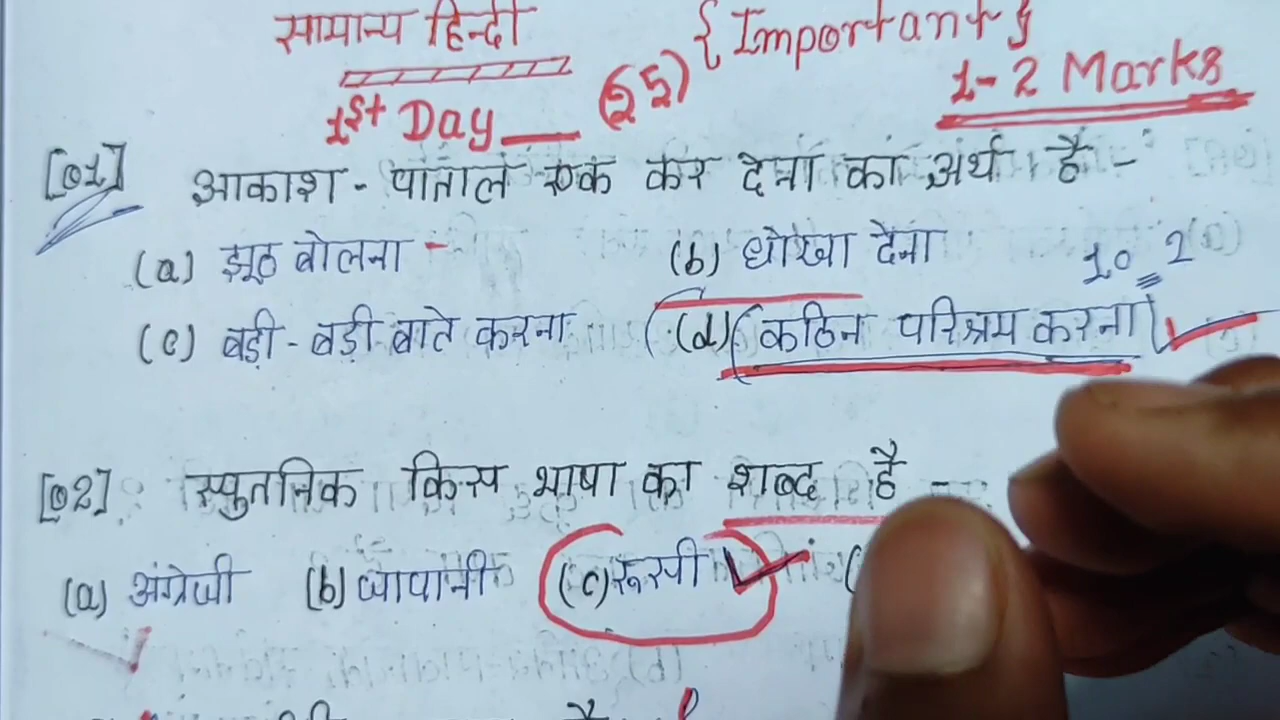 सामान्य हिन्दी {Important}
1st Day (25) 1-2 Marks
[01] आकाश - पाताल एक कर देना का अर्थ है -
(a) झूठ बोलना - (b) धोखा देना 10 = 2
(c) बड़ी - बड़ी बाते करना (d) (कठिन परिश्रम करना)
[02] स्पुतनिक किस भाषा का शब्द है -
(a) अंग्रेजी (b) जापानी (c) रूसी (
है